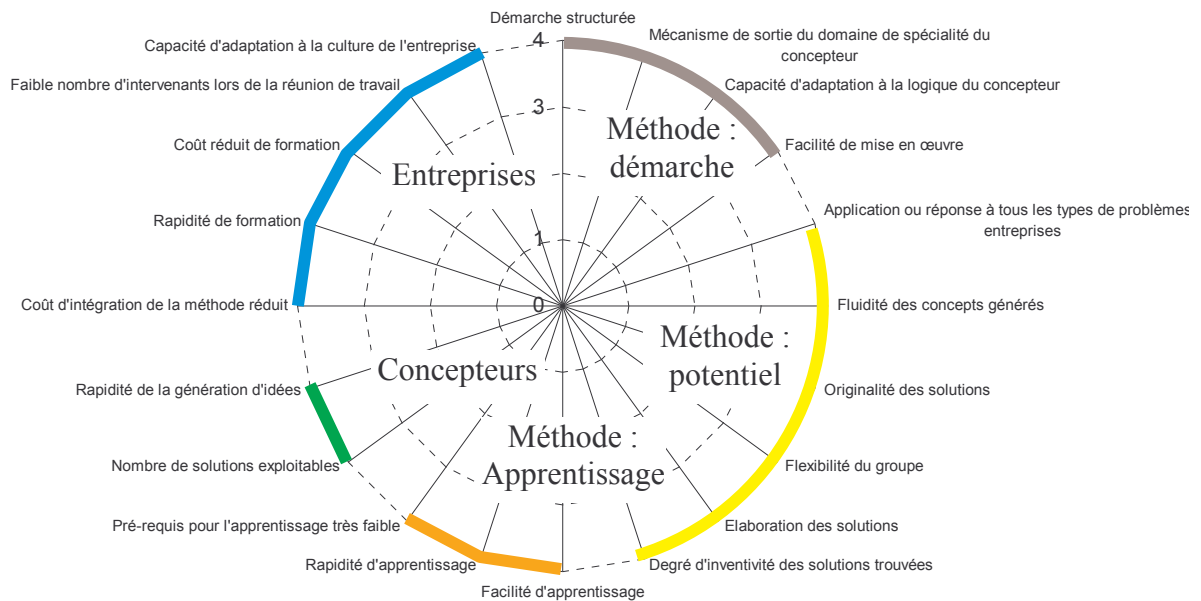 Démarche structurée
Capacité d'adaptation à la culture de l'entreprise
4
Mécanisme de sortie du domaine de spécialité du
concepteur
Faible nombre d'intervenants lors de la réunion de travail
Capacité d'adaptation à la logique du concepteur
3
Méthode :
démarche
Coût réduit de formation
Facilité de mise en œuvre
Entreprises
Rapidité de formation
Application ou réponse à tous les types de problèmes
entreprises
1
Coût d'intégration de la méthode réduit
0
Fluidité des concepts générés
Méthode :
potentiel
Concepteurs
Rapidité de la génération d'idées
Originalité des solutions
Méthode :
Apprentissage
Nombre de solutions exploitables
Flexibilité du groupe
Pré-requis pour l'apprentissage très faible
Elaboration des solutions
Rapidité d'apprentissage
Degré d'inventivité des solutions trouvées
Facilité d'apprentissage